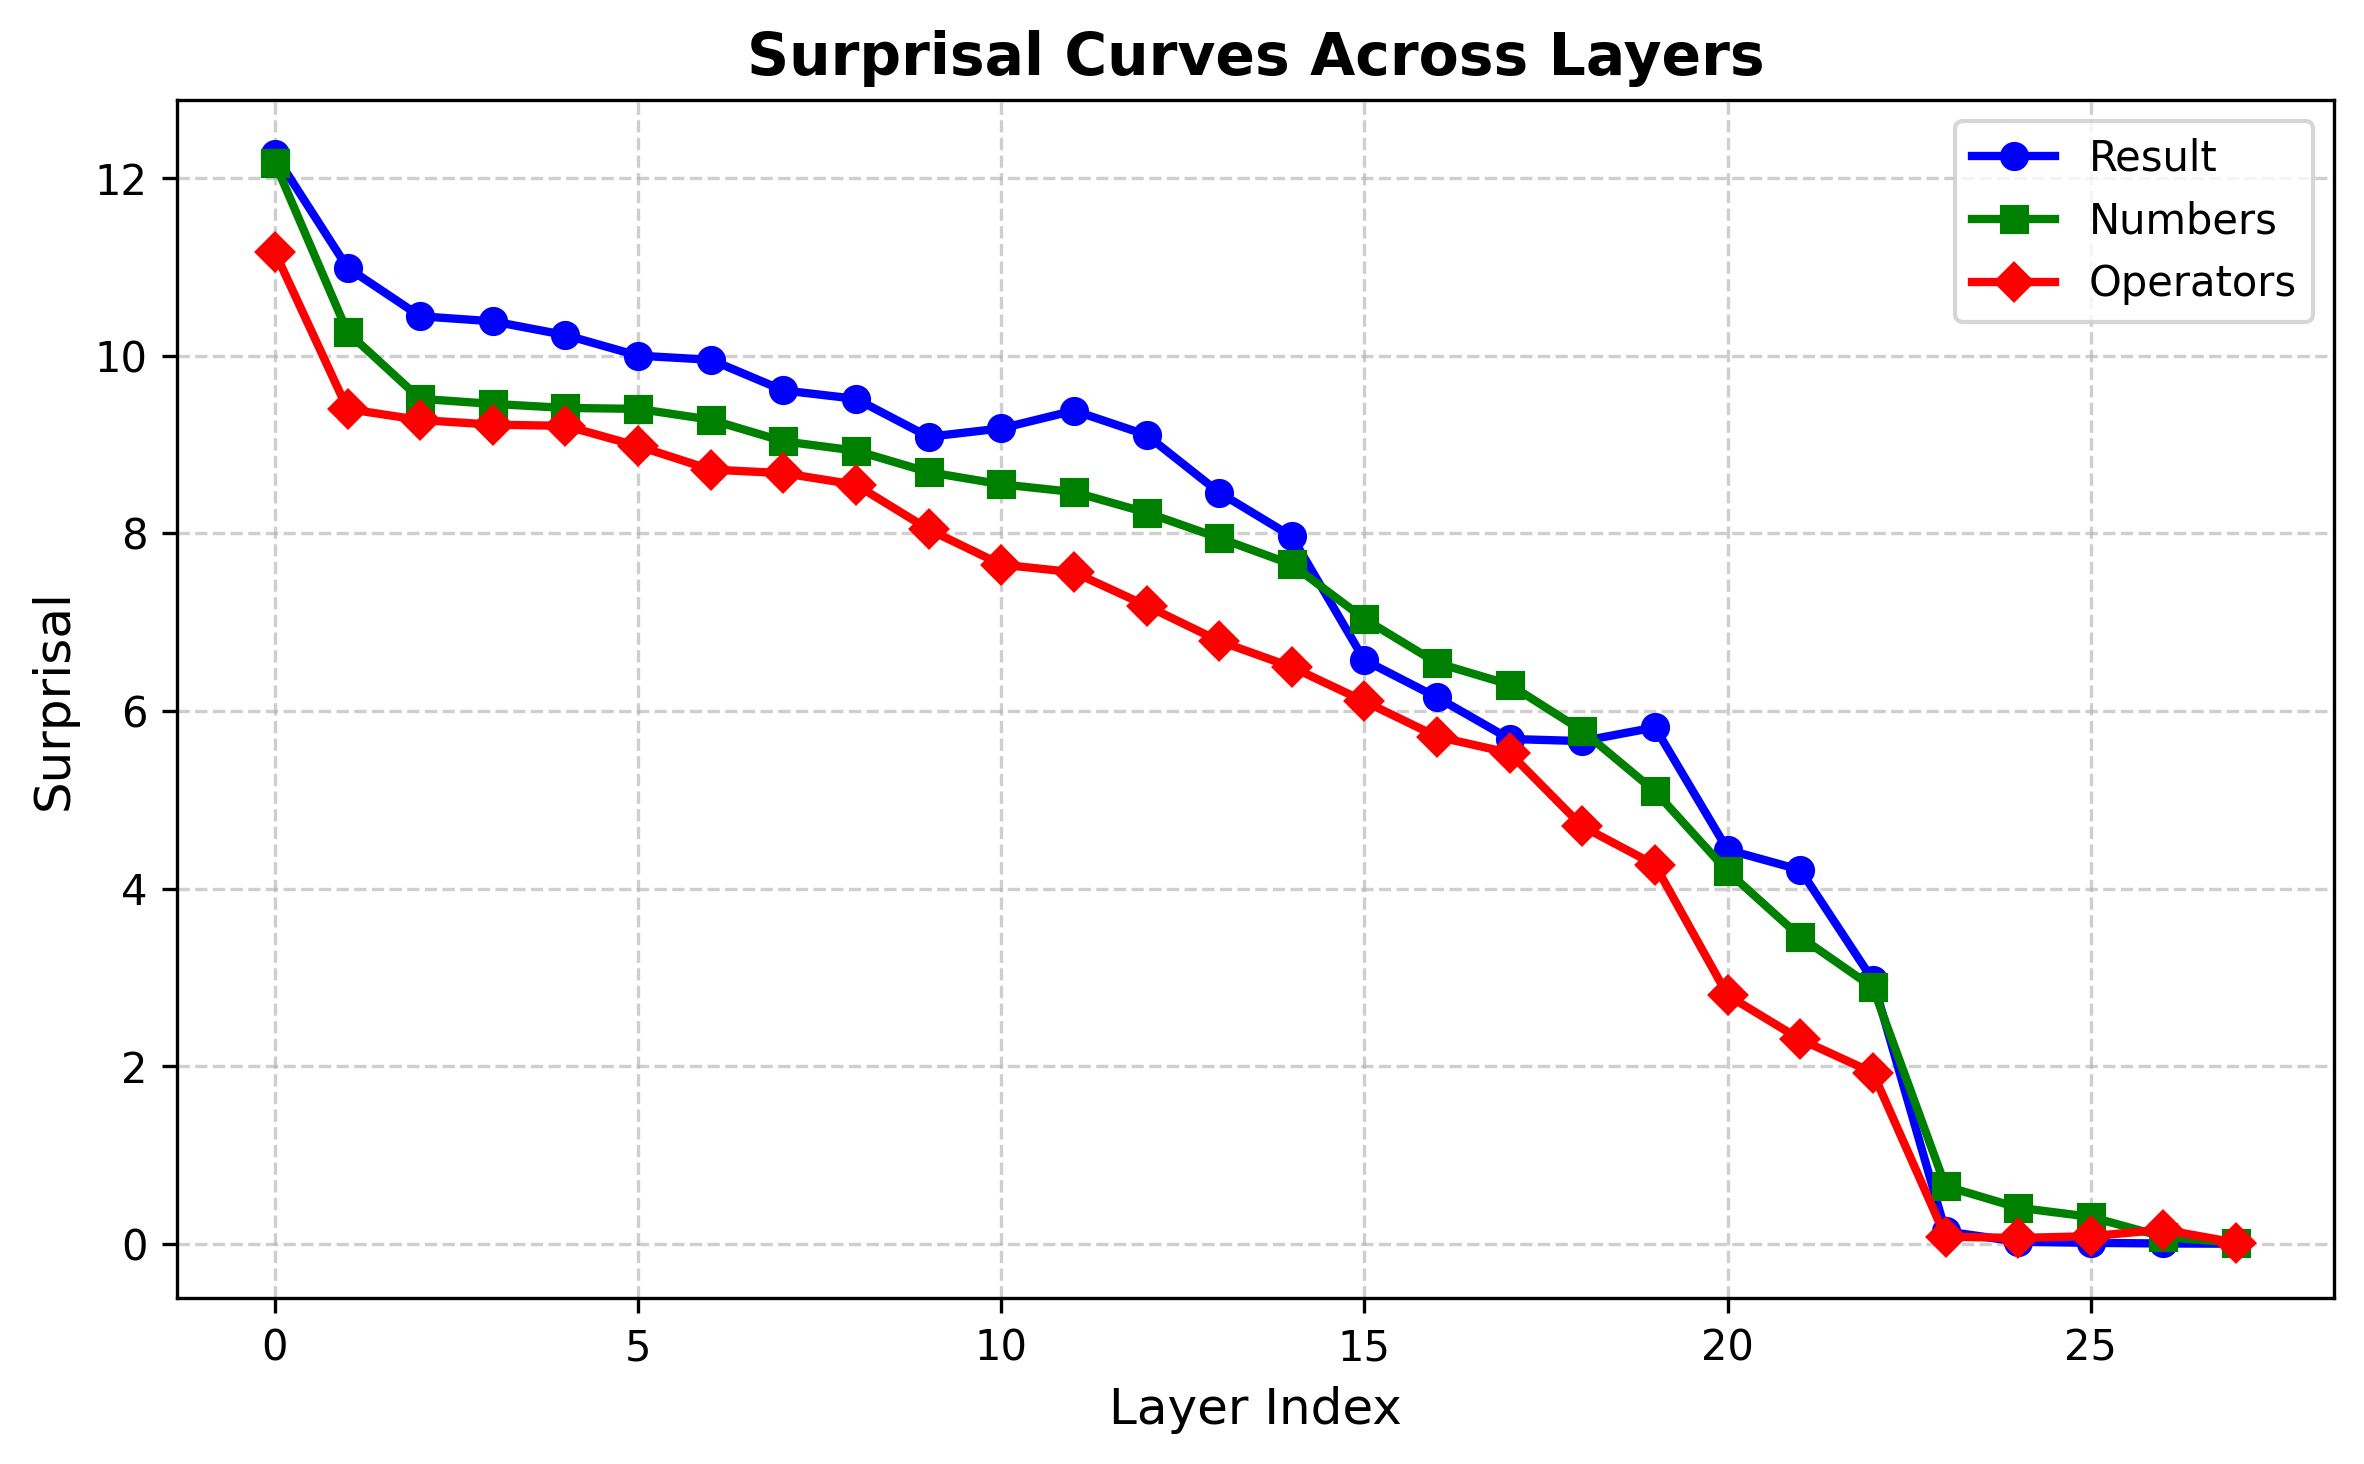 Surprisal Curves Across Layers
Result
Numbers
Operators
12
10
8
6
4
2
0
Surprisal
0 5 10 15 20 25
Layer Index